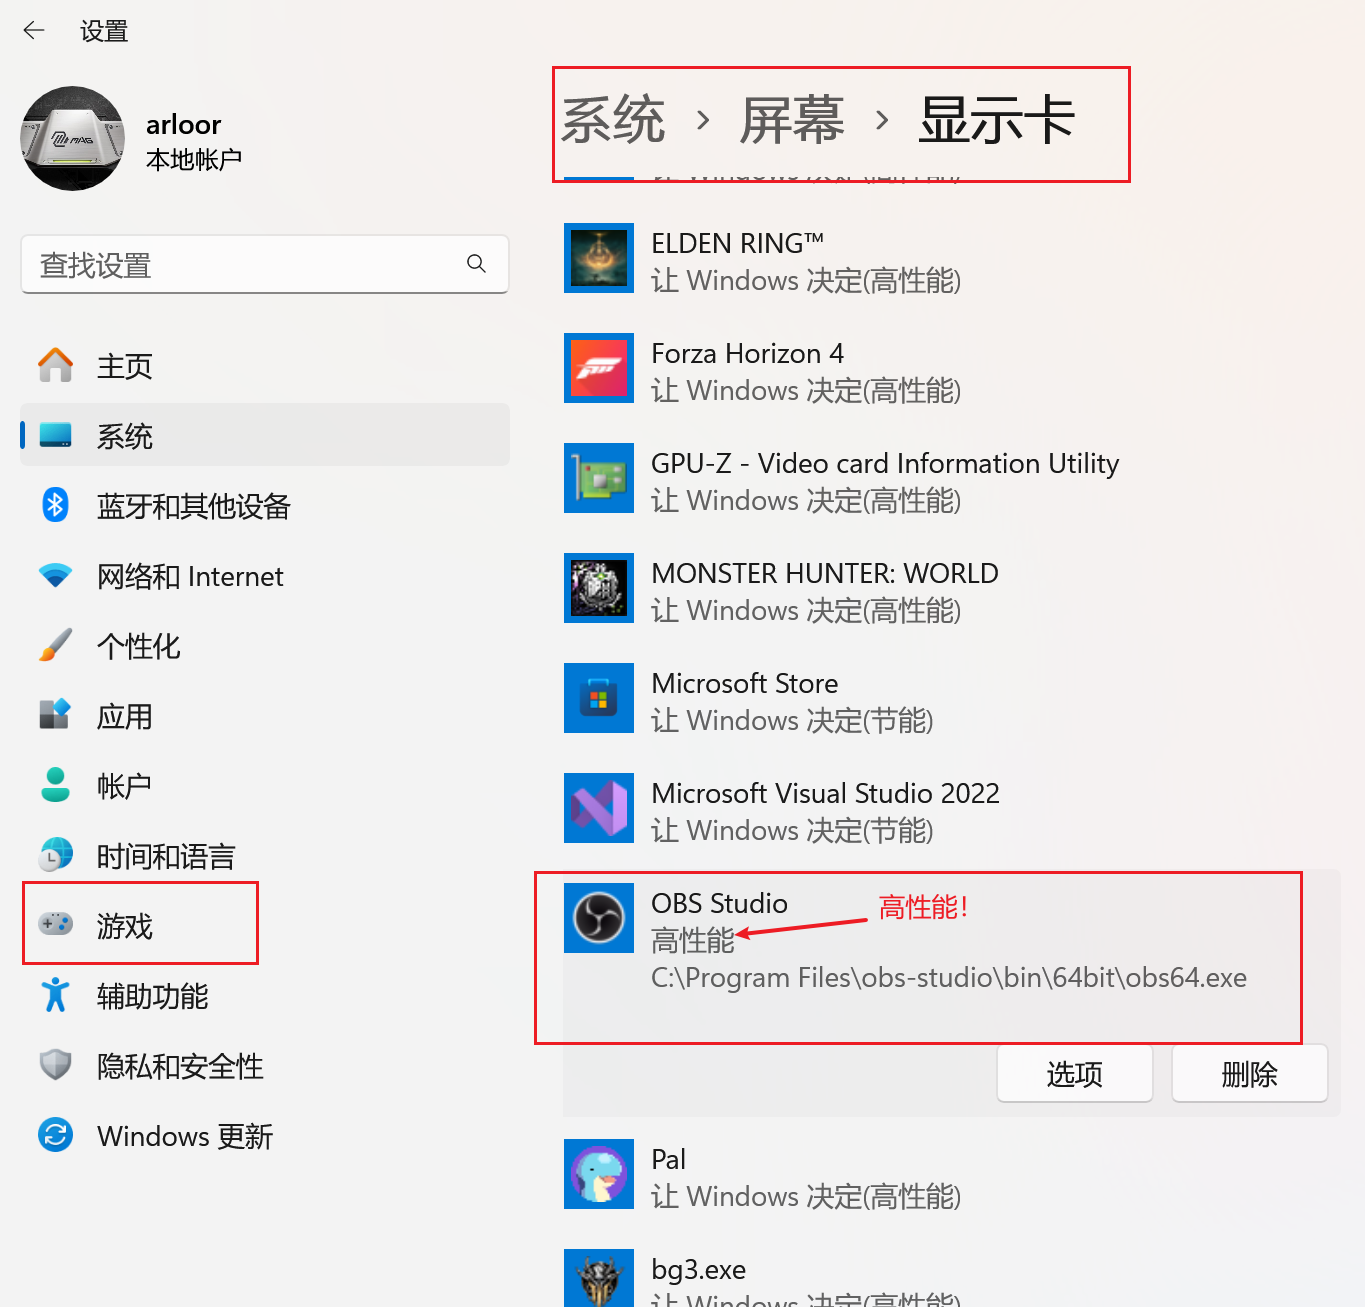 设置
arloor
本地帐户
查找设置
主页
系统
蓝牙和其他设备
网络和 Internet
个性化
应用
帐户
时间和语言
游戏
辅助功能
隐私和安全性
Windows 更新
系统 › 屏幕 › 显示卡
ELDEN RING™
让 Windows 决定(高性能)
Forza Horizon 4
让 Windows 决定(高性能)
GPU-Z - Video card Information Utility
让 Windows 决定(高性能)
MONSTER HUNTER: WORLD
让 Windows 决定(高性能)
Microsoft Store
让 Windows 决定(节能)
Microsoft Visual Studio 2022
让 Windows 决定(节能)
OBS Studio
高性能!
高性能
C:\Program Files\obs-studio\bin\64bit\obs64.exe
选项 删除
Pal
让 Windows 决定(高性能)
bg3.exe
让 Windows 决定(高性能)